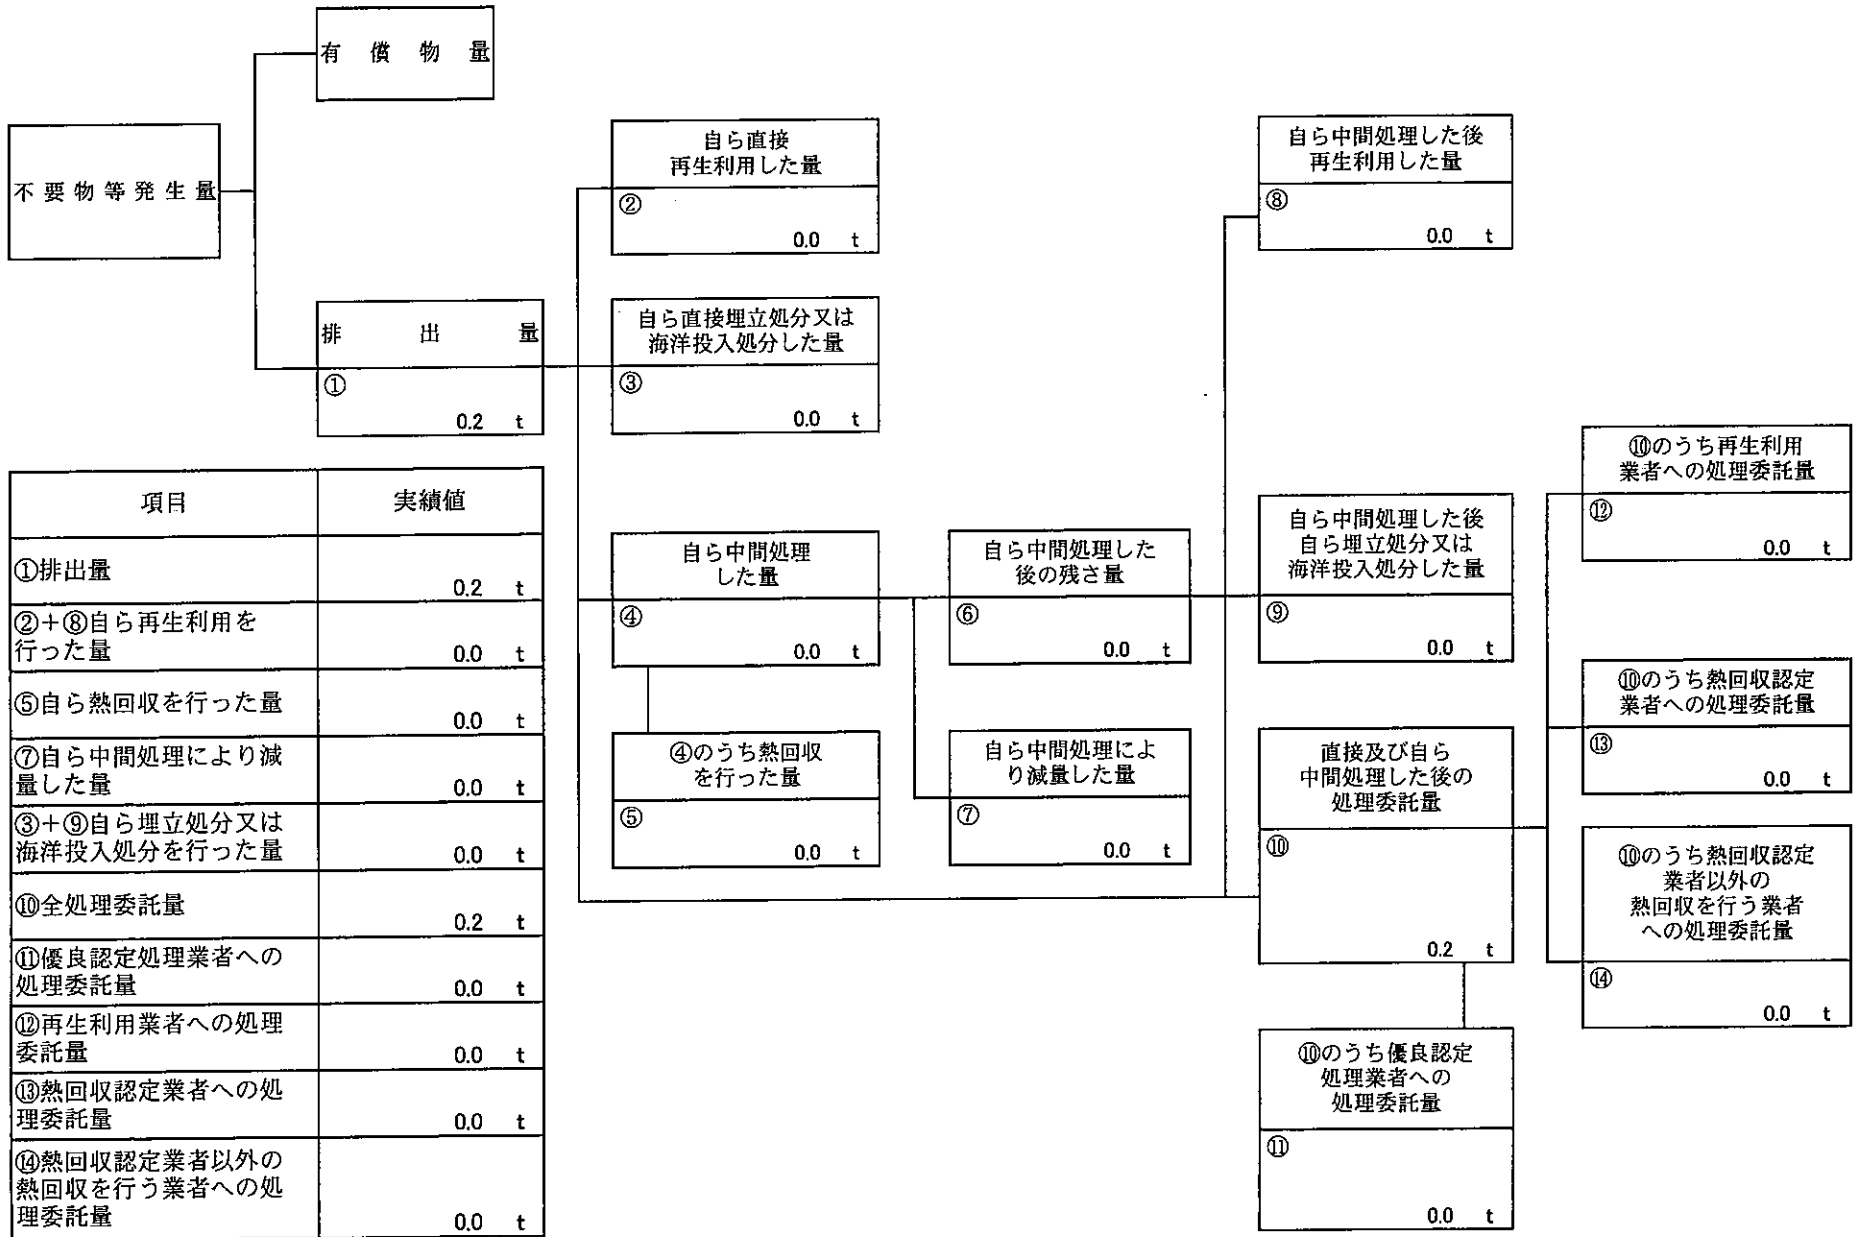 有償物量
不要物等発生量
排出量
①
0.2 t
自ら直接
再生利用した量
②
0.0 t
自ら直接埋立処分又は
海洋投入処分した量
③
0.0 t
自ら中間処理
した量
④
0.0 t
④のうち熱回収
を行った量
⑤
0.0 t
自ら中間処理した
後の残さ量
⑥
0.0 t
自ら中間処理によ
り減量した量
⑦
0.0 t
自ら中間処理した後
再生利用した量
⑧
0.0 t
自ら中間処理した後
自ら埋立処分又は
海洋投入処分した量
⑨
0.0 t
直接及び自ら
中間処理した後の
処理委託量
⑩
0.2 t
⑩のうち優良認定
処理業者への
処理委託量
⑪
0.0 t
⑩のうち再生利用
業者への処理委託量
⑫
0.0 t
⑩のうち熱回収認定
業者への処理委託量
⑬
0.0 t
⑩のうち熱回収認定
業者以外の
熱回収を行う業者
への処理委託量
⑭
0.0 t
項目 実績値
①排出量
0.2 t
②+⑧自ら再生利用を
行った量 0.0 t
⑤自ら熱回収を行った量
0.0 t
⑦自ら中間処理により減
量した量 0.0 t
③+⑨自ら埋立処分又は
海洋投入処分を行った量 0.0 t
⑩全処理委託量
0.2 t
⑪優良認定処理業者への
処理委託量 0.0 t
⑫再生利用業者への処理
委託量 0.0 t
⑬熱回収認定業者への処
理委託量 0.0 t
⑭熱回収認定業者以外の
熱回収を行う業者への処
理委託量 0.0 t